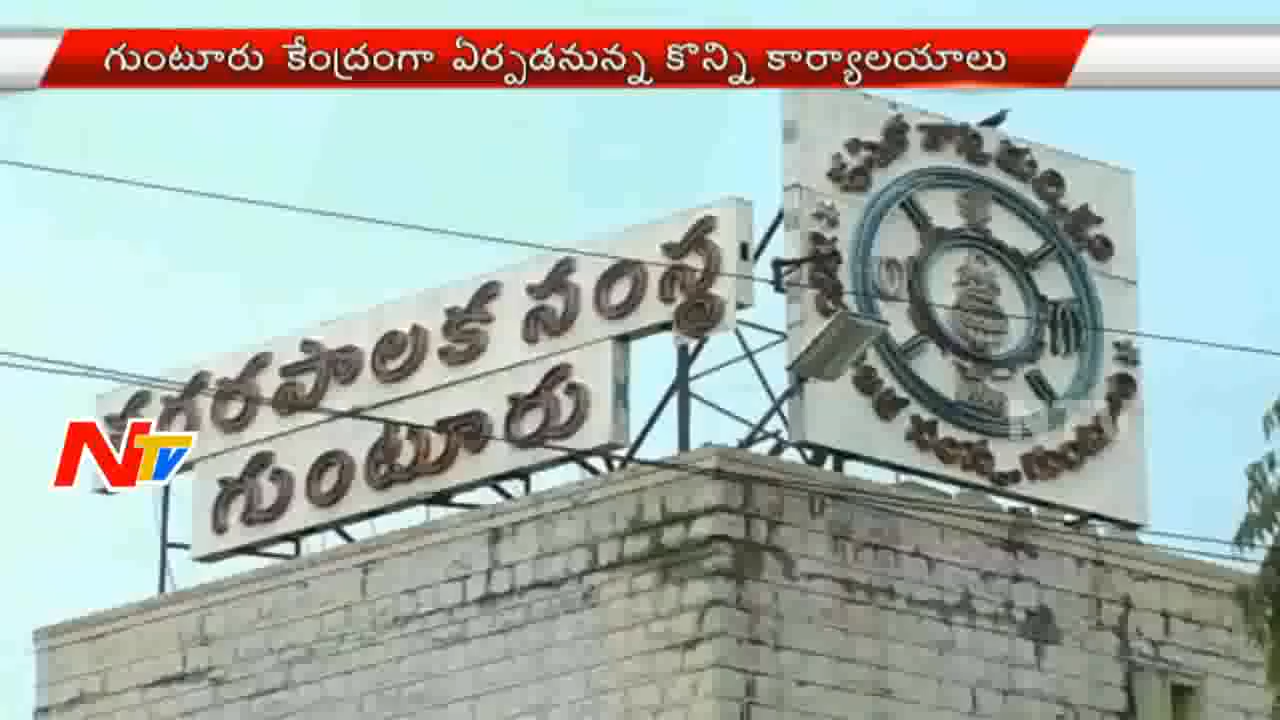 గుంటూరు కేంద్రంగా ఏర్పడనున్న కొన్ని కార్యాలయాలు
నగరపాలక సంస్థ
గుంటూరు
NTV